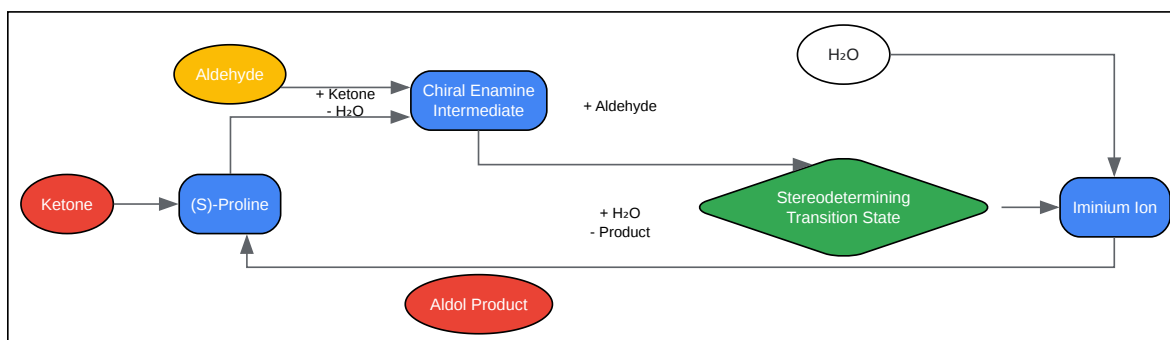 Aldehyde
H₂O
Chiral Enamine
Intermediate
+ Ketone
- H₂O
+ Aldehyde
Ketone
(S)-Proline
Stereodetermining
Transition State
Iminium Ion
+ H₂O
- Product
Aldol Product